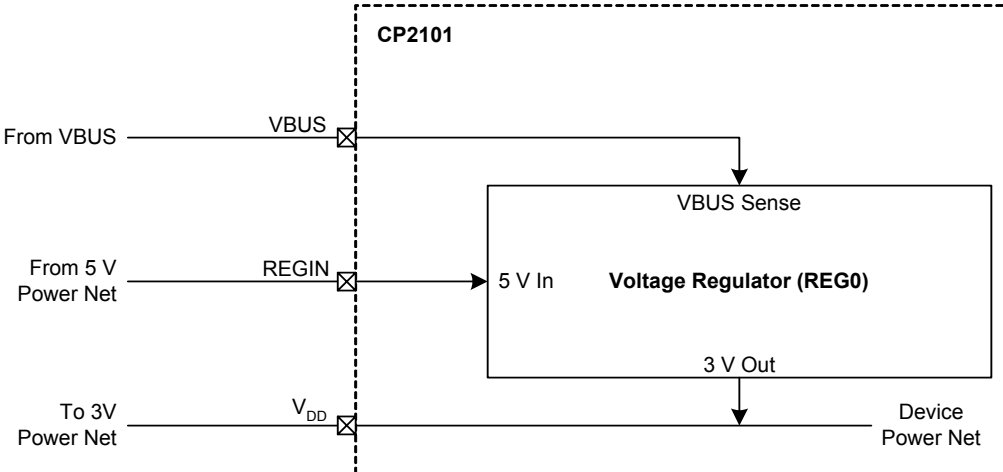 CP2101
From VBUS
VBUS
VBUS Sense
From 5 V
Power Net
REGIN
5 V In
Voltage Regulator (REG0)
3 V Out
To 3V
Power Net
VDD
Device
Power Net